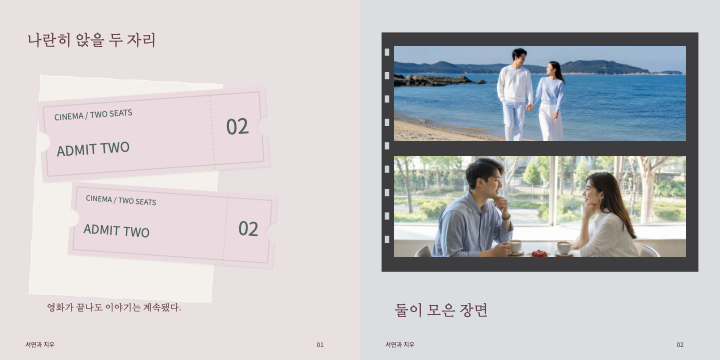 나란히 앉을 두 자리
CINEMA / TWO SEATS
ADMIT TWO
02
CINEMA / TWO SEATS
ADMIT TWO
02
영화가 끝나도 이야기는 계속됐다.
서연과 지우
01
둘이 모은 장면
서연과 지우
02